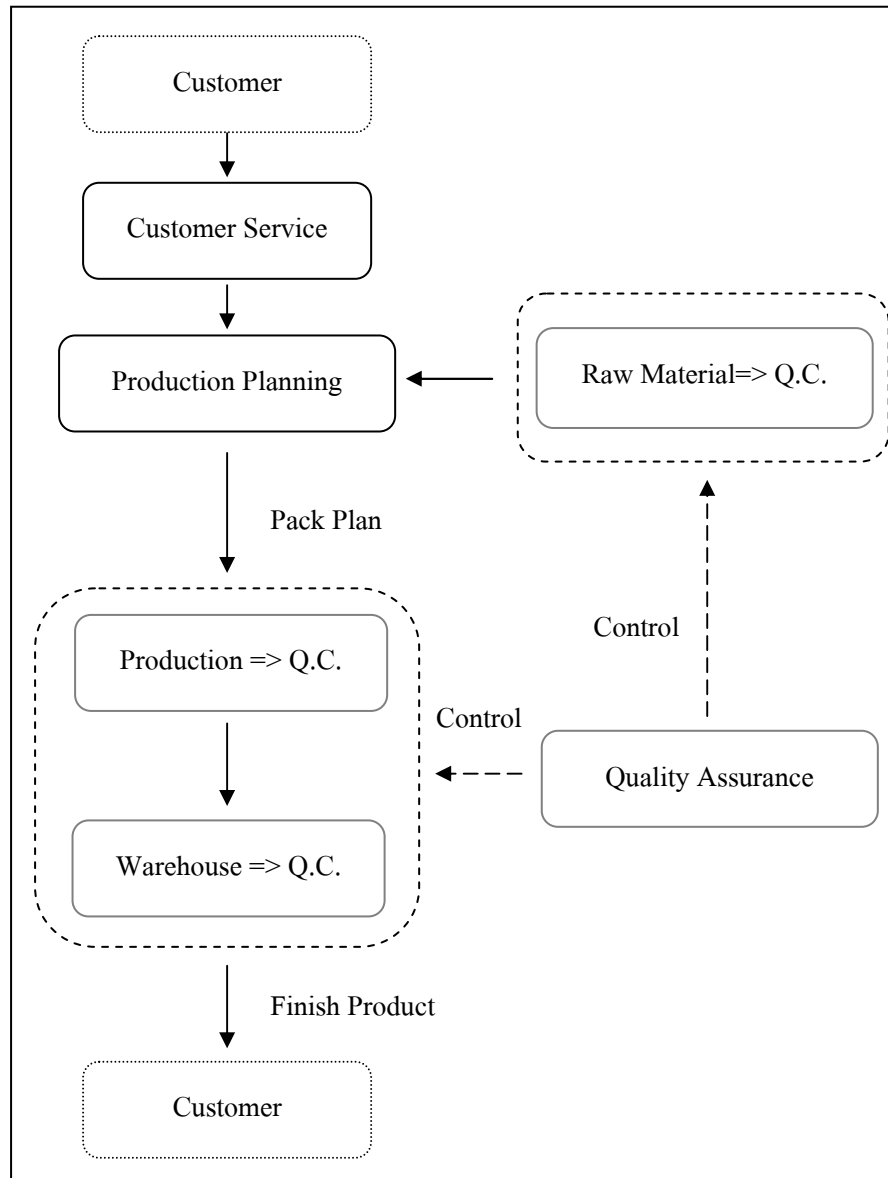 Customer
Customer Service
Production Planning
Raw Material=> Q.C.
Pack Plan
Control
Production => Q.C.
Control
Quality Assurance
Warehouse => Q.C.
Finish Product
Customer